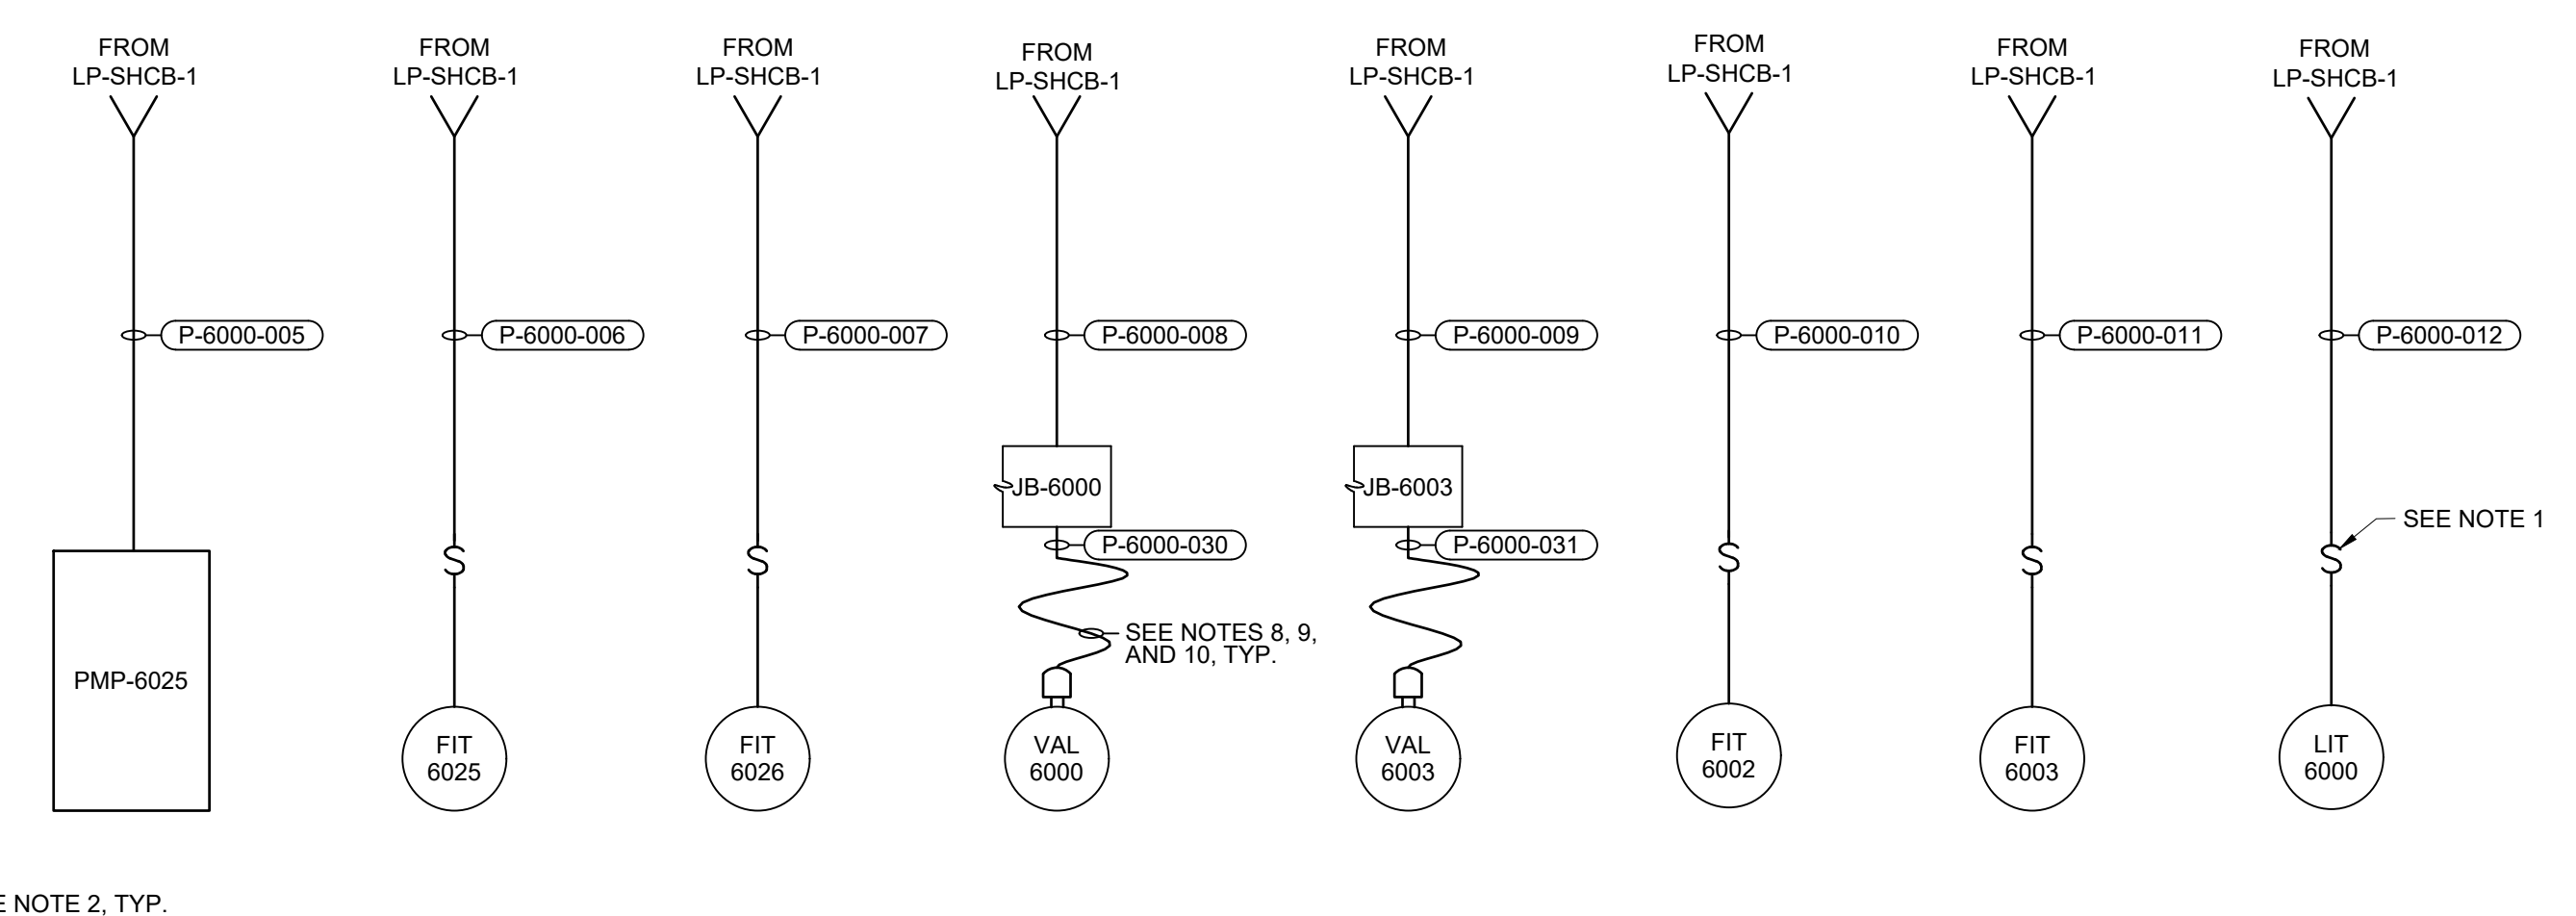 FROM
LP-SHCB-1
FROM
LP-SHCB-1
FROM
LP-SHCB-1
FROM
LP-SHCB-1
FROM
LP-SHCB-1
FROM
LP-SHCB-1
FROM
LP-SHCB-1
FROM
LP-SHCB-1
P-6000-005
P-6000-006
P-6000-007
P-6000-008
P-6000-009
P-6000-010
P-6000-011
P-6000-012
JB-6000
JB-6003
SEE NOTE 1
P-6000-030
P-6000-031
S
S
S
S
S
SEE NOTES 8, 9,
AND 10, TYP.
PMP-6025
FIT
6025
FIT
6026
VAL
6000
VAL
6003
FIT
6002
FIT
6003
LIT
6000
E NOTE 2, TYP.